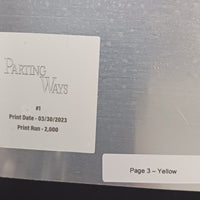 PARTING
WAYS
#1
Print Date - 03/30/2023
Print Run - 2,000
Page 3 – Yellow